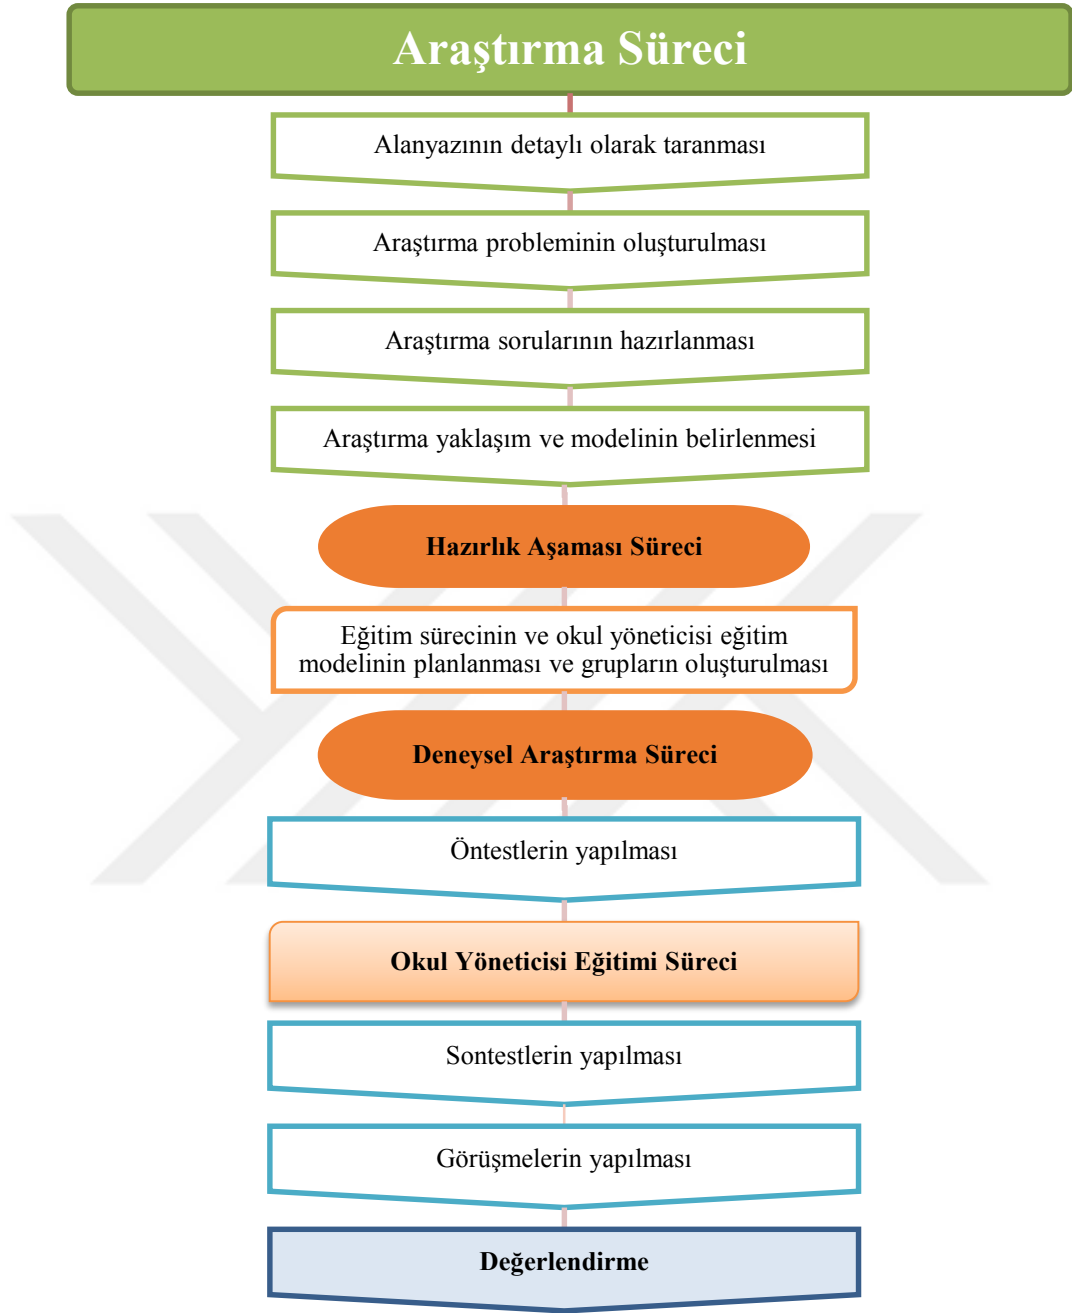 Araştırma Süreci
Alanyazının detaylı olarak taranması
Araştırma probleminin oluşturulması
Araştırma sorularının hazırlanması
Araştırma yaklaşım ve modelinin belirlenmesi
Hazırlık Aşaması Süreci
Eğitim sürecinin ve okul yöneticisi eğitim
modelinin planlanması ve grupların oluşturulması
Deneysel Araştırma Süreci
Öntestlerin yapılması
Okul Yöneticisi Eğitimi Süreci
Sontestlerin yapılması
Görüşmelerin yapılması
Değerlendirme